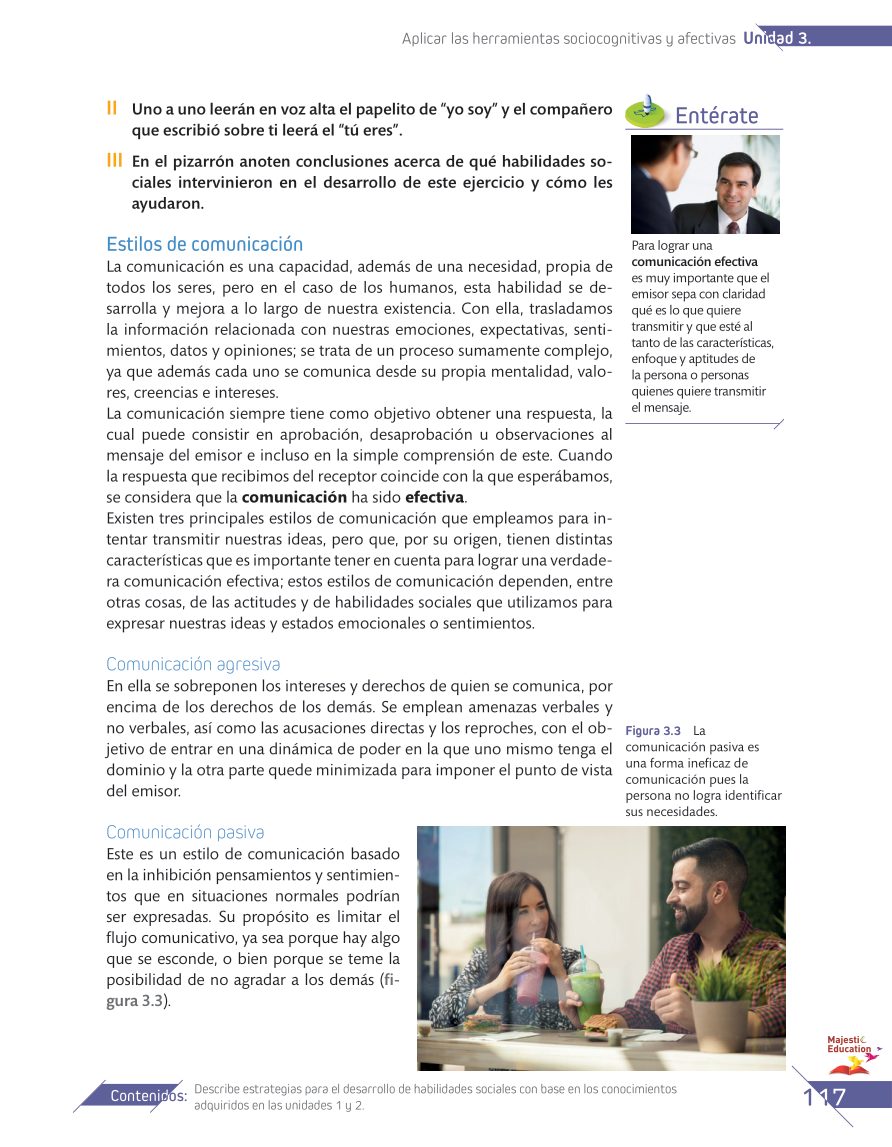 Aplicar las herramientas sociocognitivas y afectivas Unidad 3.
II Uno a uno leerán en voz alta el papelito de “yo soy” y el compañero
que escribió sobre ti leerá el “tú eres”.
III En el pizarrón anoten conclusiones acerca de qué habilidades so-
ciales intervinieron en el desarrollo de este ejercicio y cómo les
ayudaron.
Estilos de comunicación
La comunicación es una capacidad, además de una necesidad, propia de
todos los seres, pero en el caso de los humanos, esta habilidad se de-
sarrolla y mejora a lo largo de nuestra existencia. Con ella, trasladamos
la información relacionada con nuestras emociones, expectativas, senti-
mientos, datos y opiniones; se trata de un proceso sumamente complejo,
ya que además cada uno se comunica desde su propia mentalidad, valo-
res, creencias e intereses.
La comunicación siempre tiene como objetivo obtener una respuesta, la
cual puede consistir en aprobación, desaprobación u observaciones al
mensaje del emisor e incluso en la simple comprensión de este. Cuando
la respuesta que recibimos del receptor coincide con la que esperábamos,
se considera que la comunicación ha sido efectiva.
Existen tres principales estilos de comunicación que empleamos para in-
tentar transmitir nuestras ideas, pero que, por su origen, tienen distintas
características que es importante tener en cuenta para lograr una verdade-
ra comunicación efectiva; estos estilos de comunicación dependen, entre
otras cosas, de las actitudes y de habilidades sociales que utilizamos para
expresar nuestras ideas y estados emocionales o sentimientos.
Comunicación agresiva
En ella se sobreponen los intereses y derechos de quien se comunica, por
encima de los derechos de los demás. Se emplean amenazas verbales y
no verbales, así como las acusaciones directas y los reproches, con el ob-
jetivo de entrar en una dinámica de poder en la que uno mismo tenga el
dominio y la otra parte quede minimizada para imponer el punto de vista
del emisor.
Comunicación pasiva
Este es un estilo de comunicación basado
en la inhibición pensamientos y sentimien-
tos que en situaciones normales podrían
ser expresadas. Su propósito es limitar el
flujo comunicativo, ya sea porque hay algo
que se esconde, o bien porque se teme la
posibilidad de no agradar a los demás (fi-
gura 3.3).
Entérate
Para lograr una
comunicación efectiva
es muy importante que el
emisor sepa con claridad
qué es lo que quiere
transmitir y que esté al
tanto de las características,
enfoque y aptitudes de
la persona o personas
quienes quiere transmitir
el mensaje.
Figura 3.3 La
comunicación pasiva es
una forma ineficaz de
comunicación pues la
persona no logra identificar
sus necesidades.
Majestic
Education
Contenidos: Describe estrategias para el desarrollo de habilidades sociales con base en los conocimientos
adquiridos en las unidades 1 y 2.
117